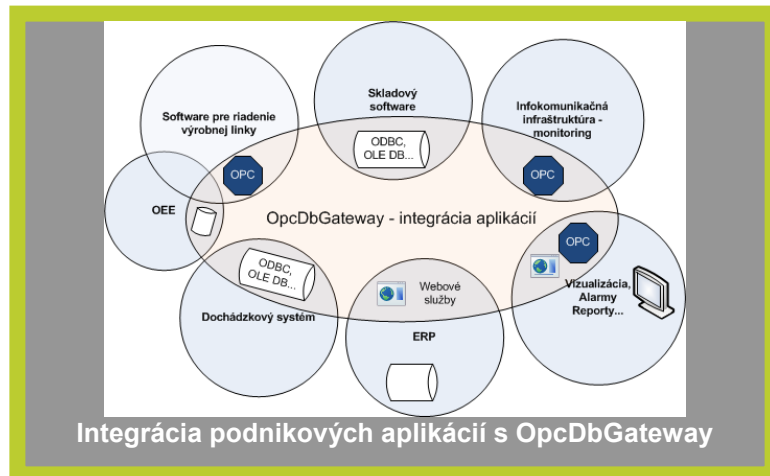 Skladový
software
Software pre riadenie
výrobnej linky
Infokomunikačná
infraštruktúra -
monitoring
ODBC,
OLE DB...
OPC
OPC
OEE
OpcDbGateway - integrácia aplikácií
OPC
ODBC,
OLE DB...
Webové
služby
Vizualizácia,
Alarmy
Reporty...
Dochádzkový systém
ERP
Integrácia podnikových aplikácií s OpcDbGateway